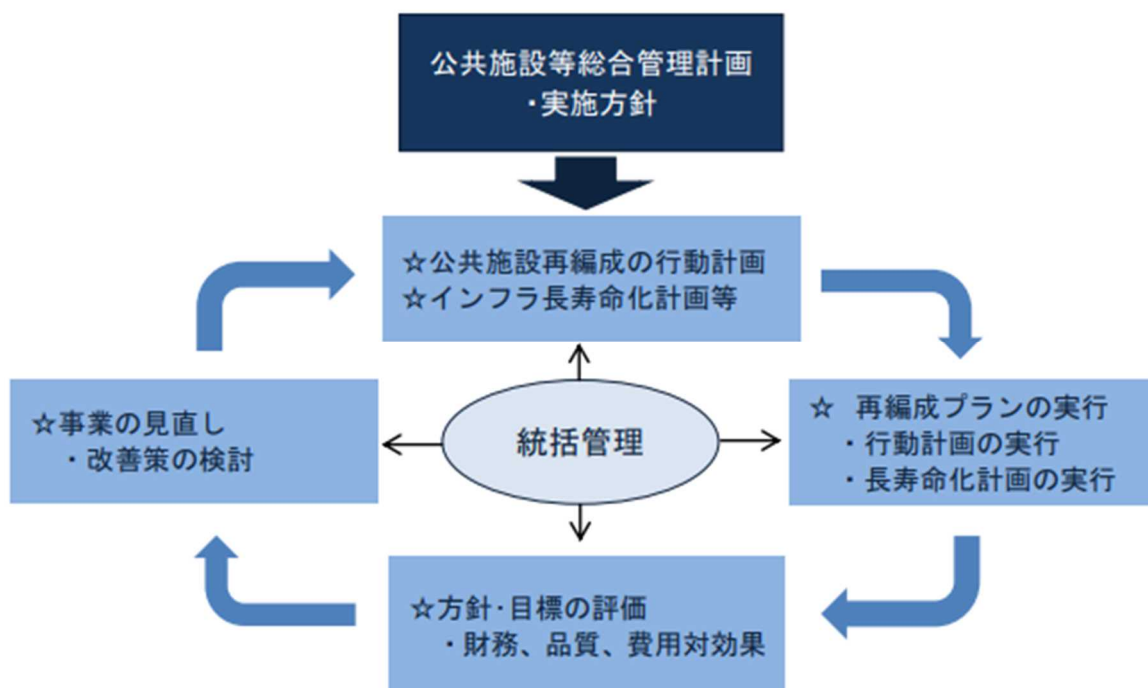 公共施設等総合管理計画
・実施方針
☆公共施設再編成の行動計画
☆インフラ長寿命化計画等
☆事業の見直し
・改善策の検討
統括管理
☆ 再編成プランの実行
・行動計画の実行
・長寿命化計画の実行
☆方針・目標の評価
・財務、品質、費用対効果